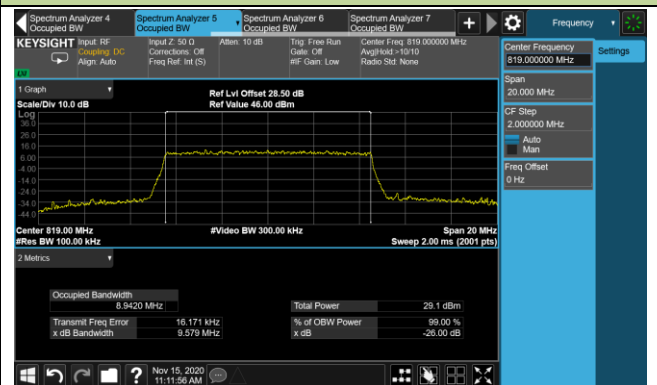 Spectrum Analyzer 4
Occupied BW
Spectrum Analyzer 5
Occupied BW
Spectrum Analyzer 6
Occupied BW
Spectrum Analyzer 7
Occupied BW
Frequency
KEYSIGHT
Input: RF
Coupling: DC
Align: Auto
Input Z: 50 Ω
Corrections: Off
Freq Ref: Int (S)
Atten: 10 dB
Trig: Free Run
Gate: Off
#IF Gain: Low
Center Freq: 819.000000 MHz
Avg|Hold:>10/10
Radio Std: None
Center Frequency
819.000000 MHz
Settings
Span
20.000 MHz
CF Step
2.000000 MHz
Auto
Man
Freq Offset
0 Hz
1 Graph
Scale/Div 10.0 dB
Ref Lvl Offset 28.50 dB
Ref Value 46.00 dBm
Log
36.0
26.0
16.0
6.00
-4.00
-14.0
-24.0
-34.0
-44.0
Center 819.00 MHz
#Res BW 100.00 kHz
#Video BW 300.00 kHz
Span 20 MHz
Sweep 2.00 ms (2001 pts)
2 Metrics
Occupied Bandwidth
8.9420 MHz
Total Power 29.1 dBm
Transmit Freq Error 16.171 kHz
% of OBW Power 99.00 %
x dB Bandwidth 9.579 MHz
x dB -26.00 dB
Nov 15, 2020
11:11:56 AM